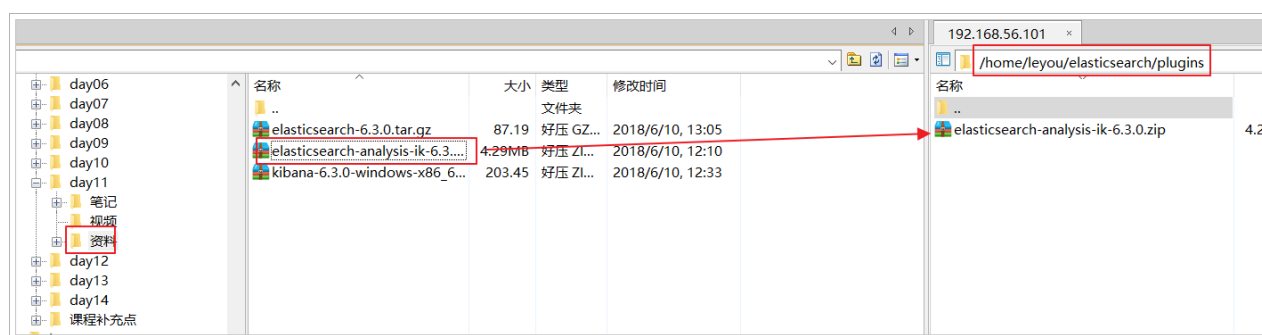 192.168.56.101 ×
/home/leyou/elasticsearch/plugins
day06
day07
day08
day09
day10
day11
笔记
视频
资料
day12
day13
day14
课程补充点
名称 大小 类型 修改时间
.. 文件夹
elasticsearch-6.3.0.tar.gz 87.19 好压 GZ... 2018/6/10, 13:05
elasticsearch-analysis-ik-6.3.... 4.29MB 好压 ZI... 2018/6/10, 12:10
kibana-6.3.0-windows-x86_6... 203.45 好压 ZI... 2018/6/10, 12:33
名称
..
elasticsearch-analysis-ik-6.3.0.zip